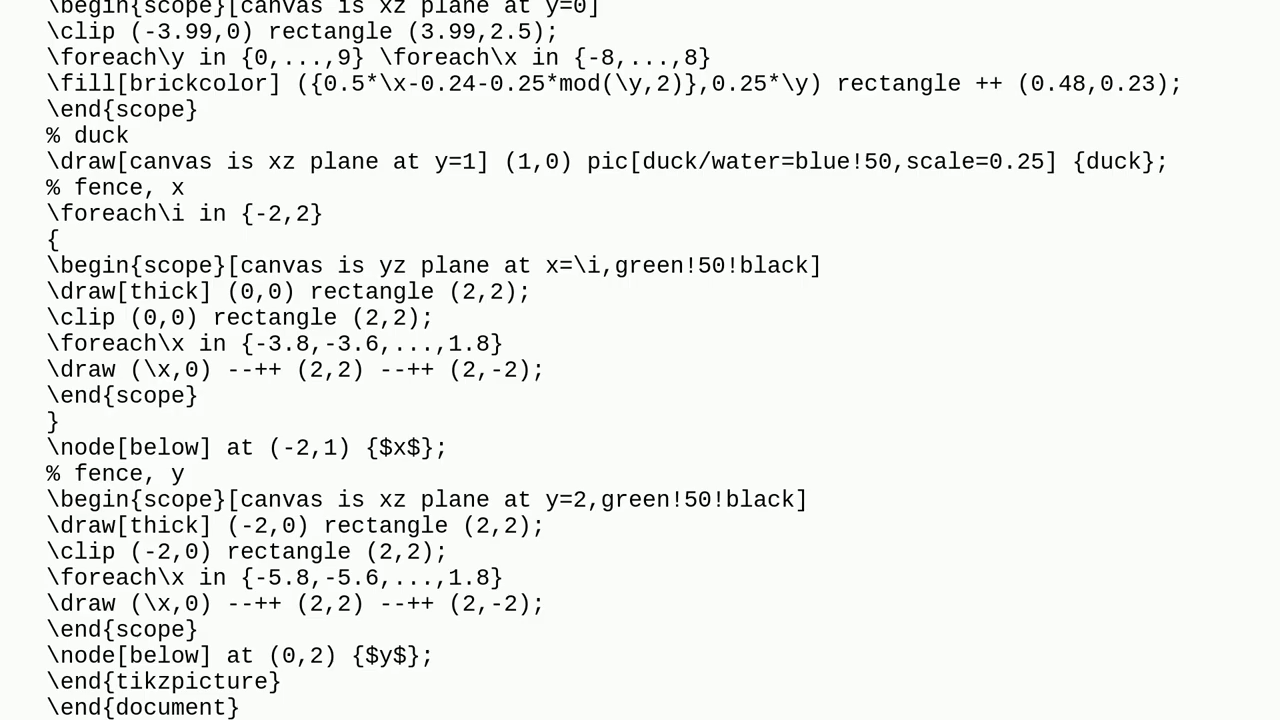 \begin{scope}[canvas is xz plane at y=0]
\clip (-3.99,0) rectangle (3.99,2.5);
\foreach\y in {0,...,9} \foreach\x in {-8,...,8}
\fill[brickcolor] ({0.5*\x-0.24-0.25*mod(\y,2)},0.25*\y) rectangle ++ (0.48,0.23);
\end{scope}
% duck
\draw[canvas is xz plane at y=1] (1,0) pic[duck/water=blue!50,scale=0.25] {duck};
% fence, x
\foreach\i in {-2,2}
{
\begin{scope}[canvas is yz plane at x=\i,green!50!black]
\draw[thick] (0,0) rectangle (2,2);
\clip (0,0) rectangle (2,2);
\foreach\x in {-3.8,-3.6,...,1.8}
\draw (\x,0) --++ (2,2) --++ (2,-2);
\end{scope}
}
\node[below] at (-2,1) {$x$};
% fence, y
\begin{scope}[canvas is xz plane at y=2,green!50!black]
\draw[thick] (-2,0) rectangle (2,2);
\clip (-2,0) rectangle (2,2);
\foreach\x in {-5.8,-5.6,...,1.8}
\draw (\x,0) --++ (2,2) --++ (2,-2);
\end{scope}
\node[below] at (0,2) {$y$};
\end{tikzpicture}
\end{document}